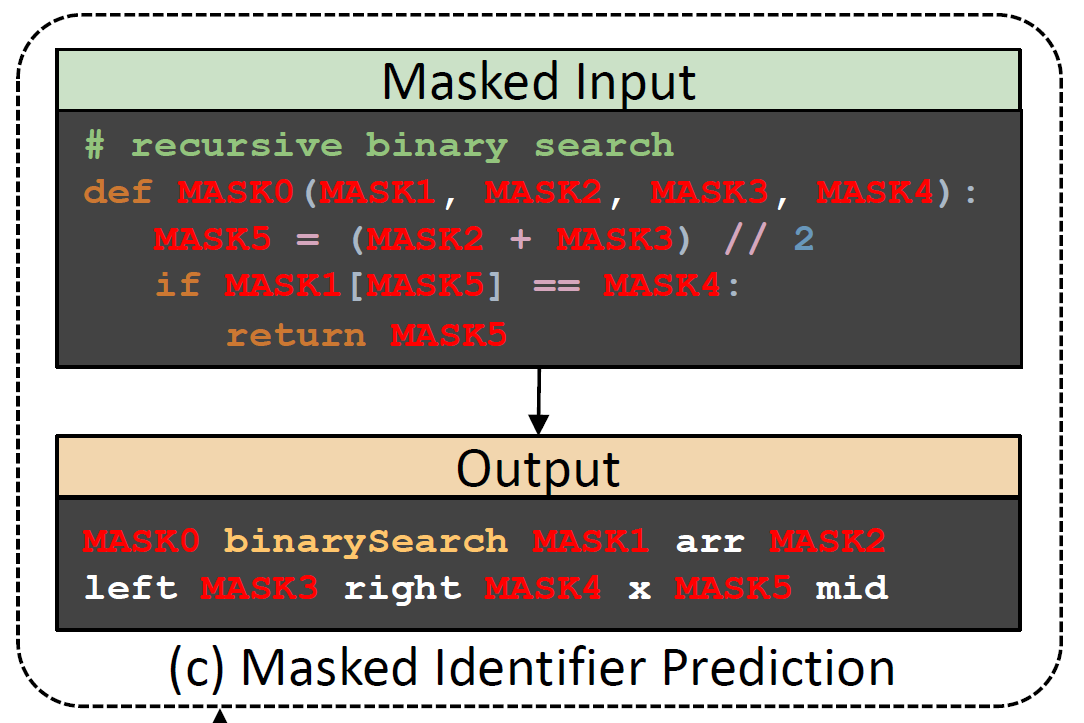 Masked Input
# recursive binary search
def MASK0(MASK1, MASK2, MASK3, MASK4):
MASK5 = (MASK2 + MASK3) // 2
if MASK1[MASK5] == MASK4:
return MASK5
Output
MASK0 binarySearch MASK1 arr MASK2
left MASK3 right MASK4 x MASK5 mid
(c) Masked Identifier Prediction